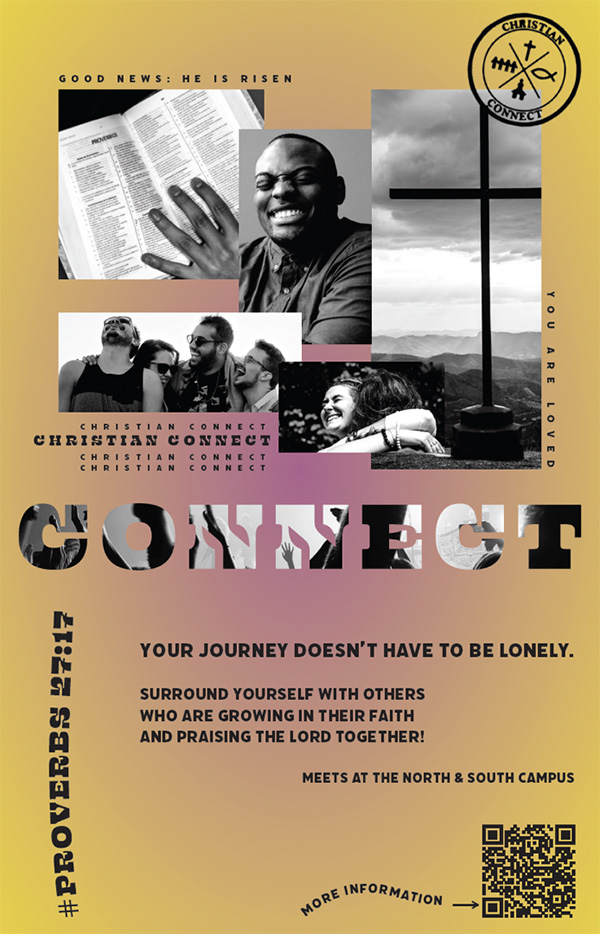 CHRISTIAN
CONNECT
GOOD NEWS: HE IS RISEN
PROVERBS
YOU ARE LOVED
CHRISTIAN CONNECT
CHRISTIAN CONNECT
CHRISTIAN CONNECT
CHRISTIAN CONNECT
CONNECT
#PROVERBS 27:17
YOUR JOURNEY DOESN'T HAVE TO BE LONELY.
SURROUND YOURSELF WITH OTHERS
WHO ARE GROWING IN THEIR FAITH
AND PRAISING THE LORD TOGETHER!
MEETS AT THE NORTH & SOUTH CAMPUS
MORE INFORMATION